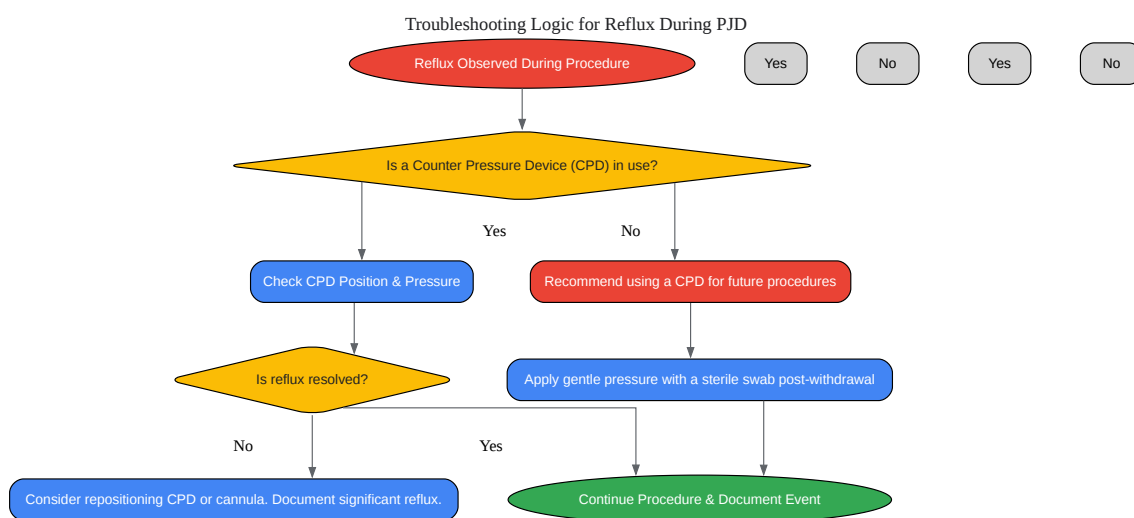 Troubleshooting Logic for Reflux During PJD
Reflux Observed During Procedure
Yes
No
Yes
No
Is a Counter Pressure Device (CPD) in use?
Yes
No
Check CPD Position & Pressure
Recommend using a CPD for future procedures
Is reflux resolved?
Apply gentle pressure with a sterile swab post-withdrawal
No
Yes
Consider repositioning CPD or cannula. Document significant reflux.
Continue Procedure & Document Event